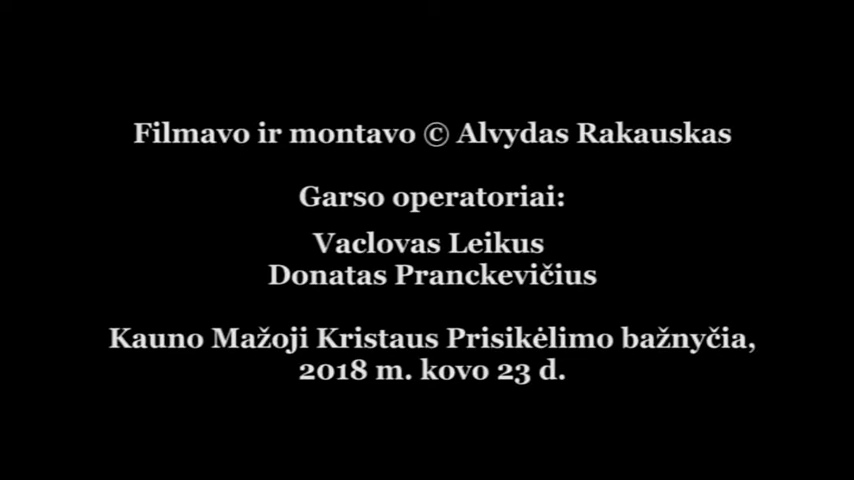 Filmavo ir montavo © Alvydas Rakauskas
Garso operatoriai:
Vaclovas Leikus
Donatas Pranckevičius
Kauno Mažoji Kristaus Prisikėlimo bažnyčia,
2018 m. kovo 23 d.